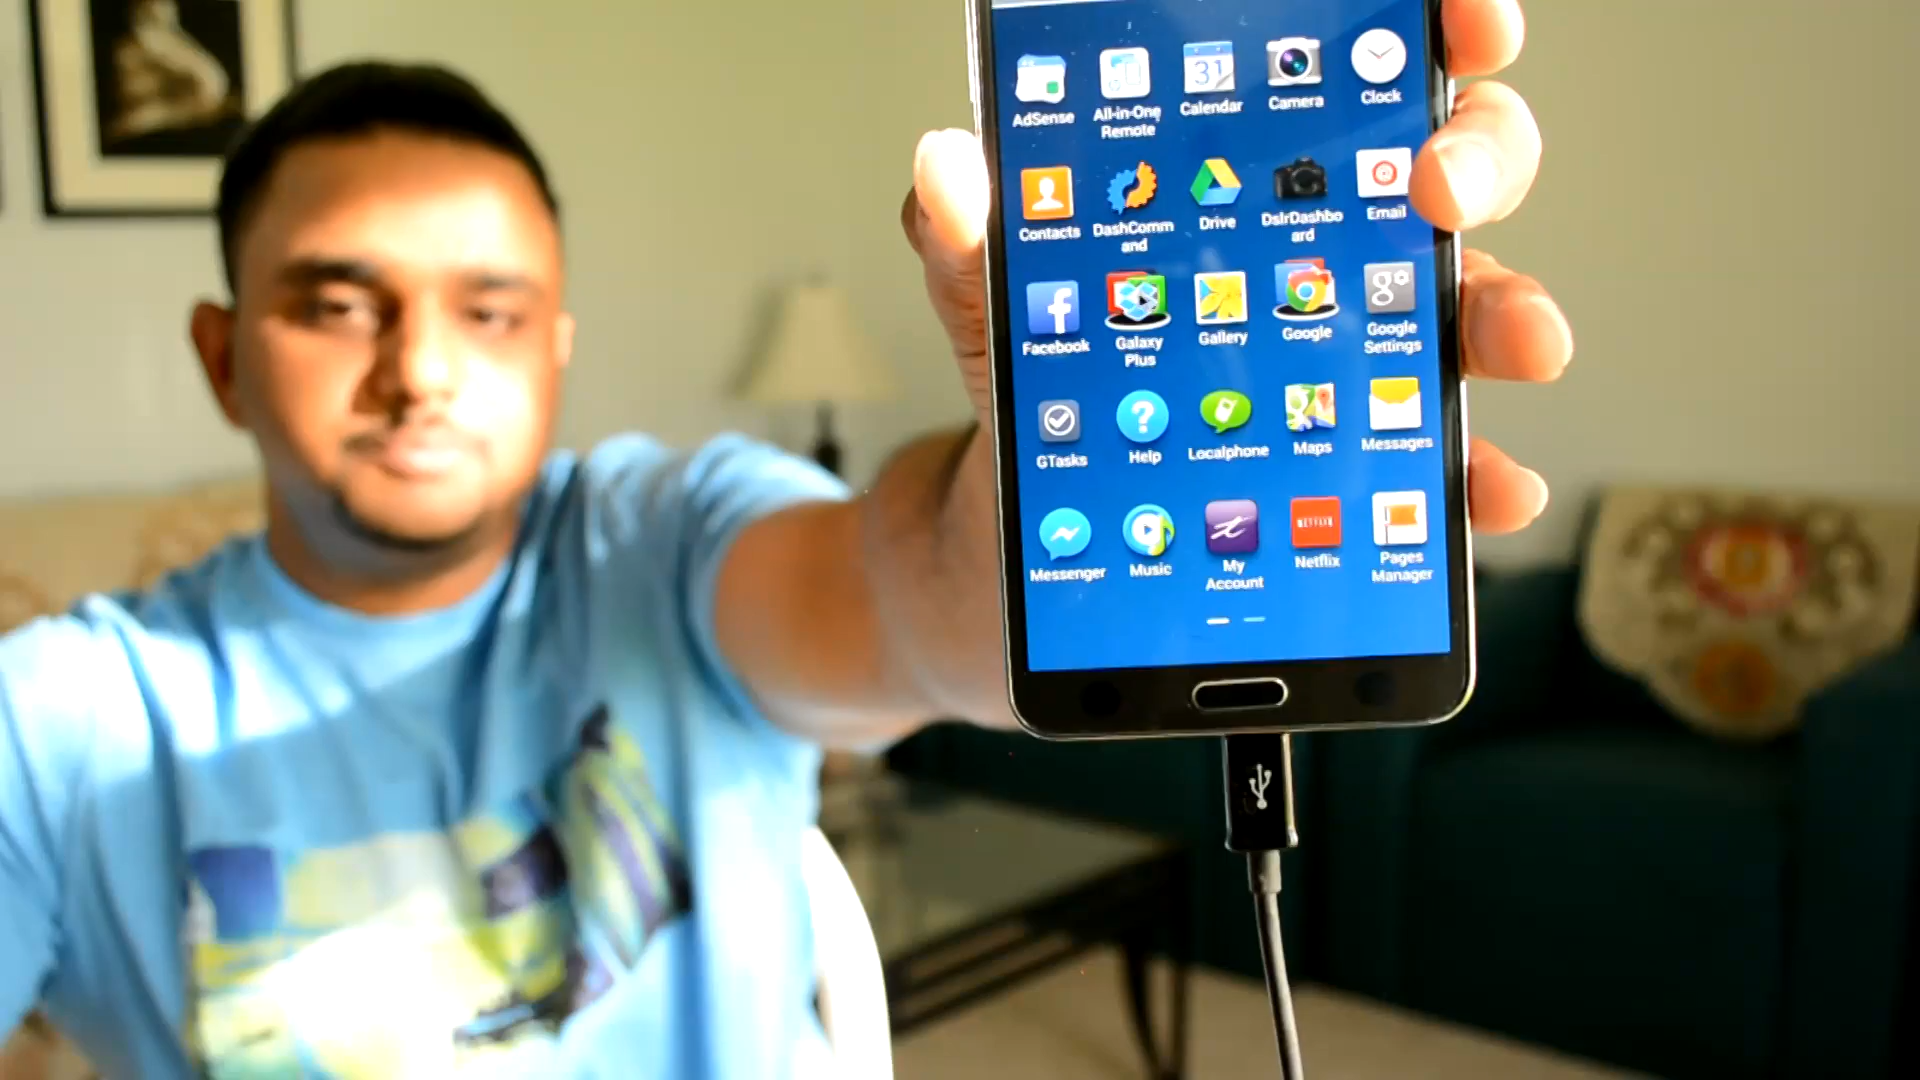 31
AdSense
All-in-One
Remote
Calendar
Camera
Clock
Contacts
DashComm
and
Drive
DslrDashbo
ard
Email
Facebook
Galaxy
Plus
Gallery
Google
g
Google
Settings
GTasks
?
Help
Localphone
Maps
Messages
Messenger
Music
My
Account
NETFLIX
Netflix
Pages
Manager